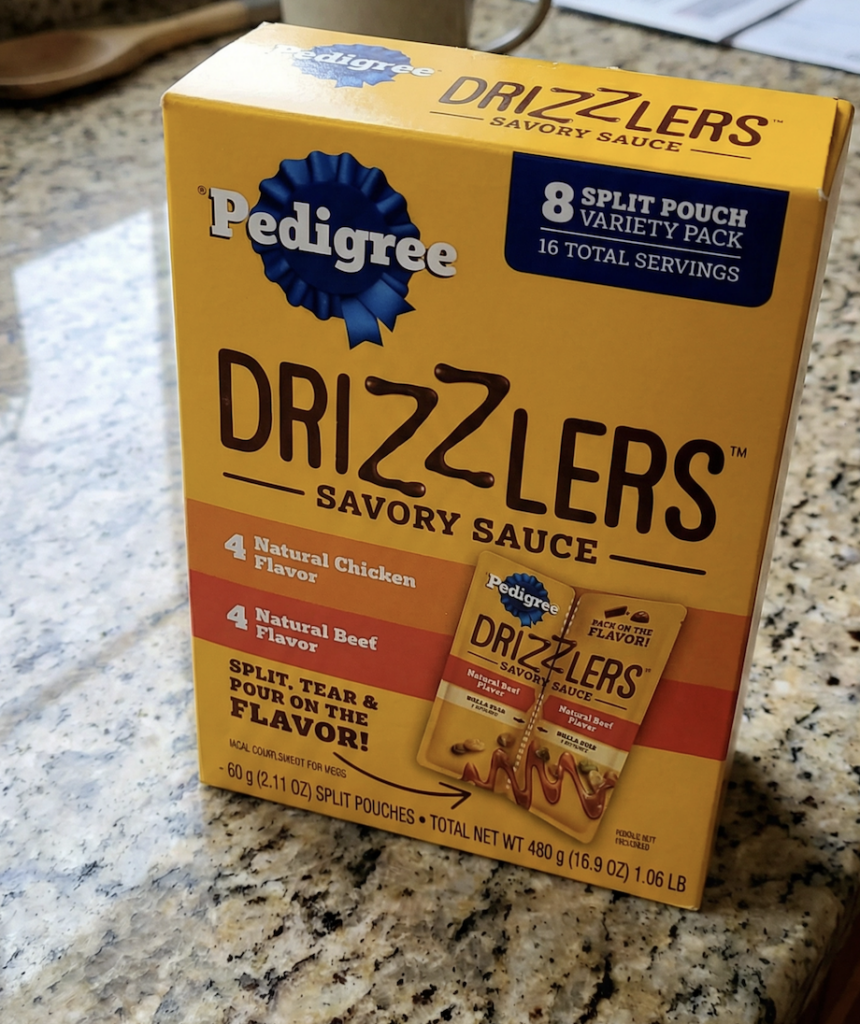 Pedigree
DRIZZLERS™
SAVORY SAUCE
®
Pedigree
8 SPLIT POUCH
VARIETY PACK
16 TOTAL SERVINGS
DRIZZLERS™
SAVORY SAUCE
4 Natural Chicken
Flavor
4 Natural Beef
Flavor
SPLIT, TEAR &
POUR ON THE
FLAVOR!
- 60 g (2.11 OZ) SPLIT POUCHES • TOTAL NET WT 480 g (16.9 OZ) 1.06 LB
Pedigree
PACK ON THE
FLAVOR!
DRIZZLERS
SAVORY SAUCE
Natural Beef
Flavor
Natural Beef
Flavor